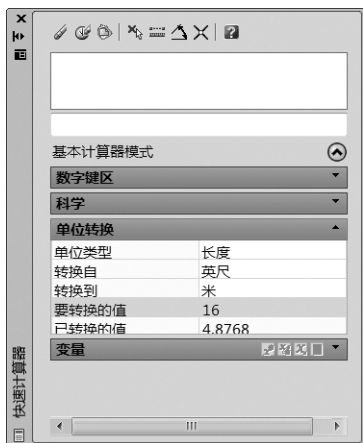 基本计算器模式
数字键区
科学
单位转换
单位类型 长度
转换自 英尺
转换到 米
要转换的值 16
已转换的值 4.8768
变量
快速计算器